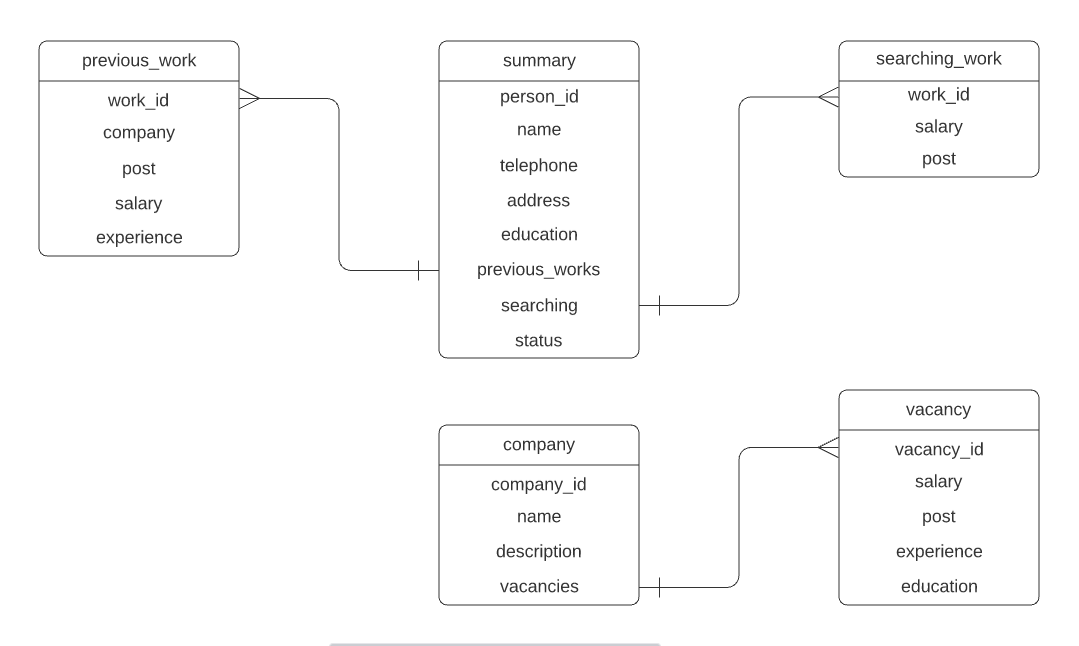 previous_work
work_id
company
post
salary
experience
summary
person_id
name
telephone
address
education
previous_works
searching
status
searching_work
work_id
salary
post
company
company_id
name
description
vacancies
vacancy
vacancy_id
salary
post
experience
education